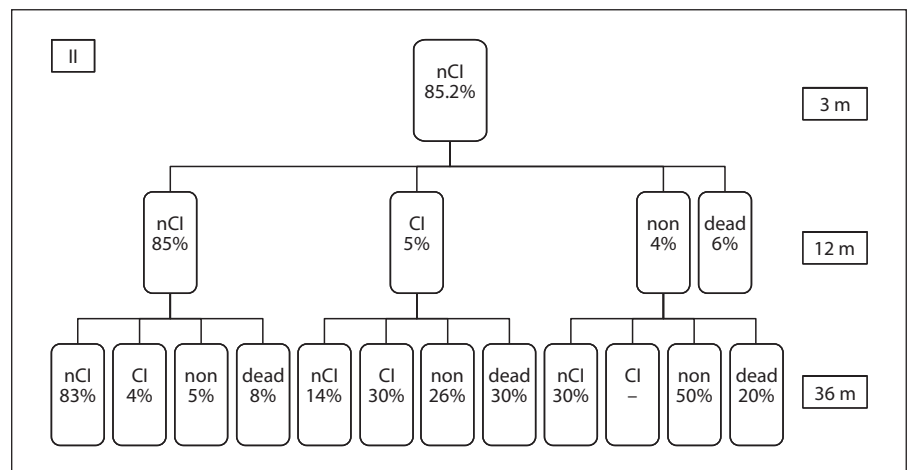 II
nCI
85.2%
3 m
nCI
85%
CI
5%
non
4%
dead
6%
12 m
nCI
83%
CI
4%
non
5%
dead
8%
nCI
14%
CI
30%
non
26%
dead
30%
nCI
30%
CI
–
non
50%
dead
20%
36 m